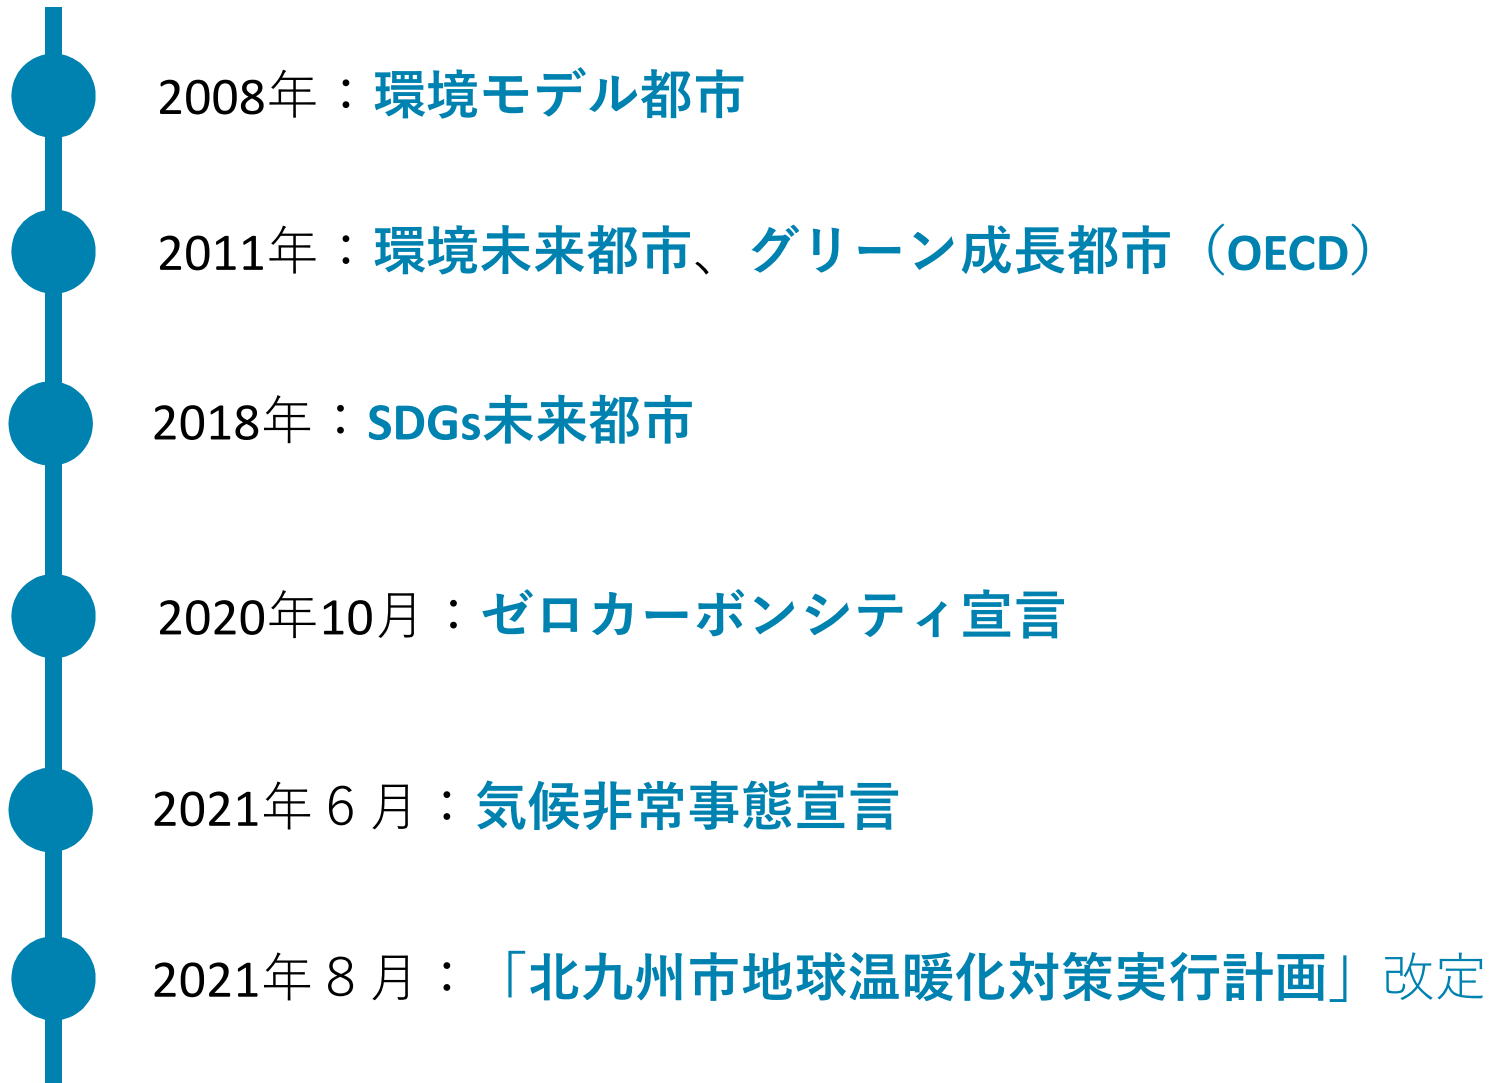 2008年：環境モデル都市
2011年：環境未来都市、グリーン成長都市（OECD）
2018年：SDGs未来都市
2020年10月：ゼロカーボンシティ宣言
2021年６月：気候非常事態宣言
2021年８月：「北九州市地球温暖化対策実行計画」改定